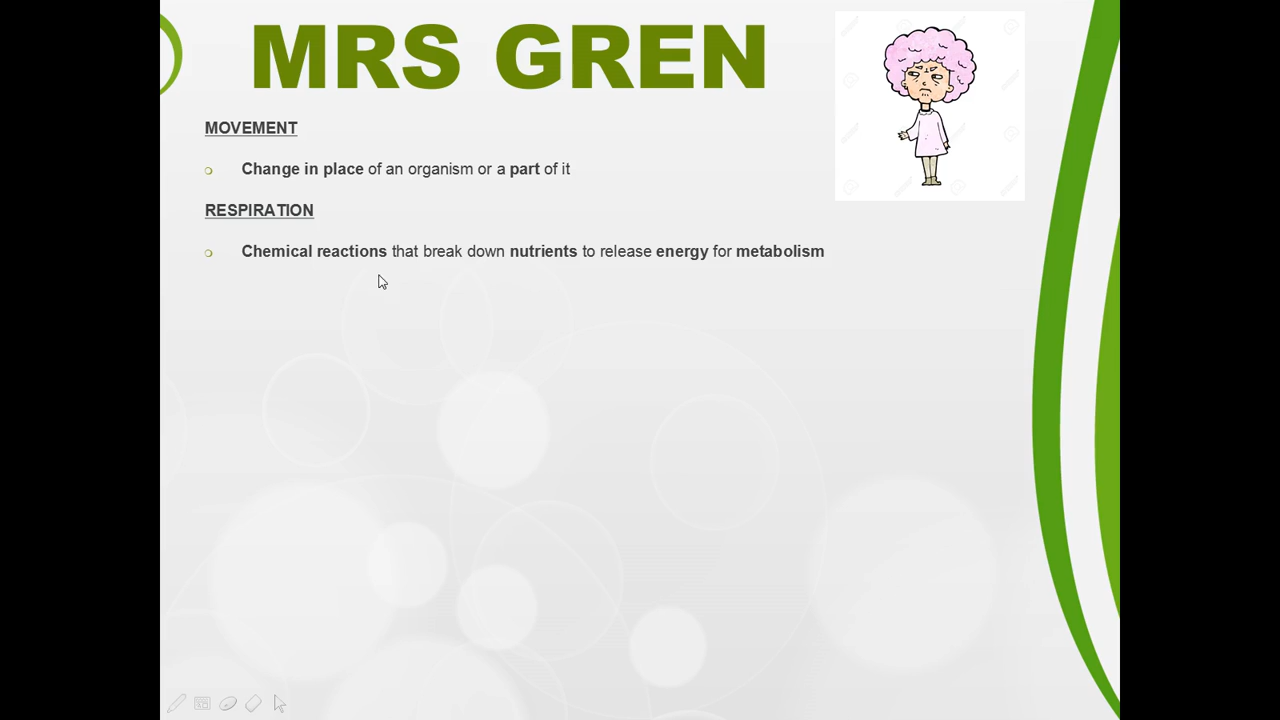 MRS GREN
MOVEMENT
Change in place of an organism or a part of it
RESPIRATION
Chemical reactions that break down nutrients to release energy for metabolism